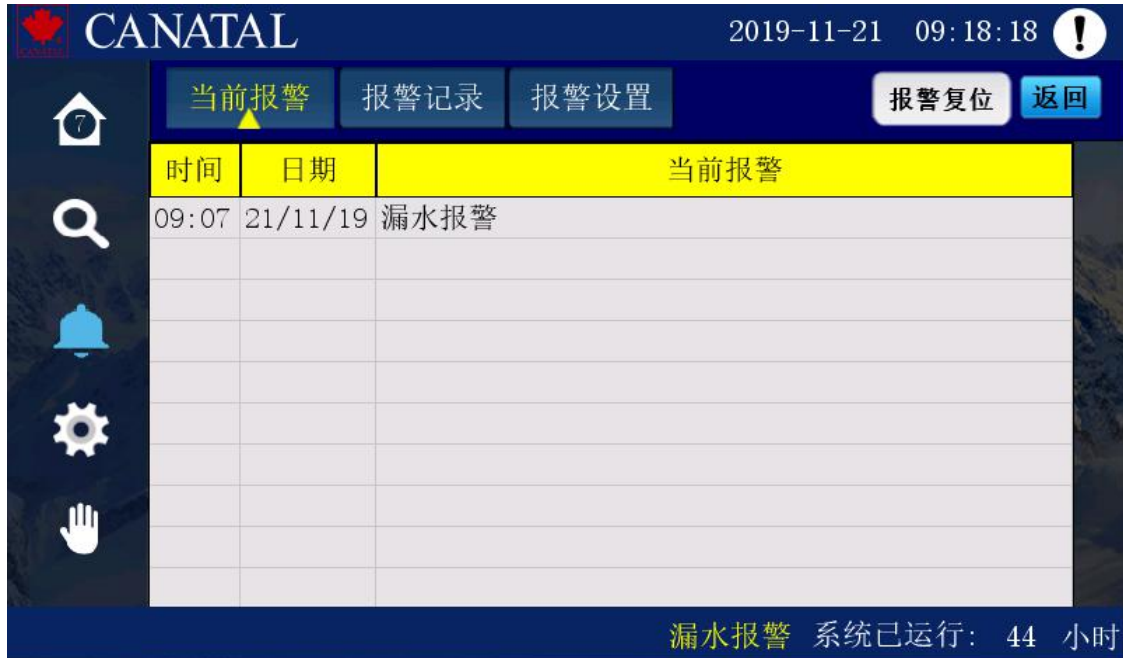 CANATAL 2019-11-21 09:18:18
当前报警 报警记录 报警设置 报警复位 返回
7
时间 日期 当前报警
09:07 21/11/19 漏水报警
漏水报警 系统已运行: 44 小时